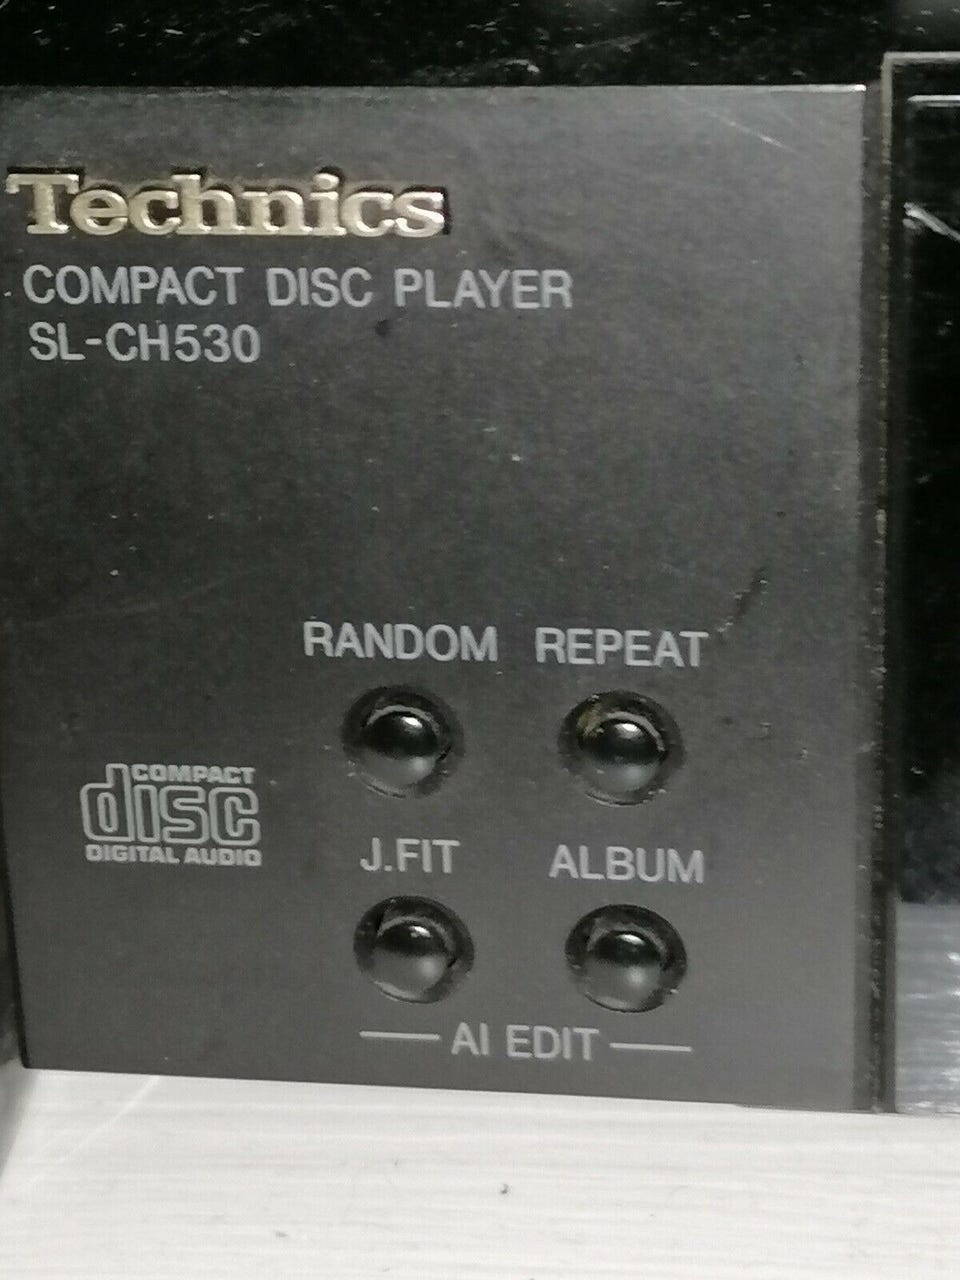 Technics
COMPACT DISC PLAYER
SL-CH530
RANDOM REPEAT
COMPACT
disc
DIGITAL AUDIO
J.FIT ALBUM
AI EDIT